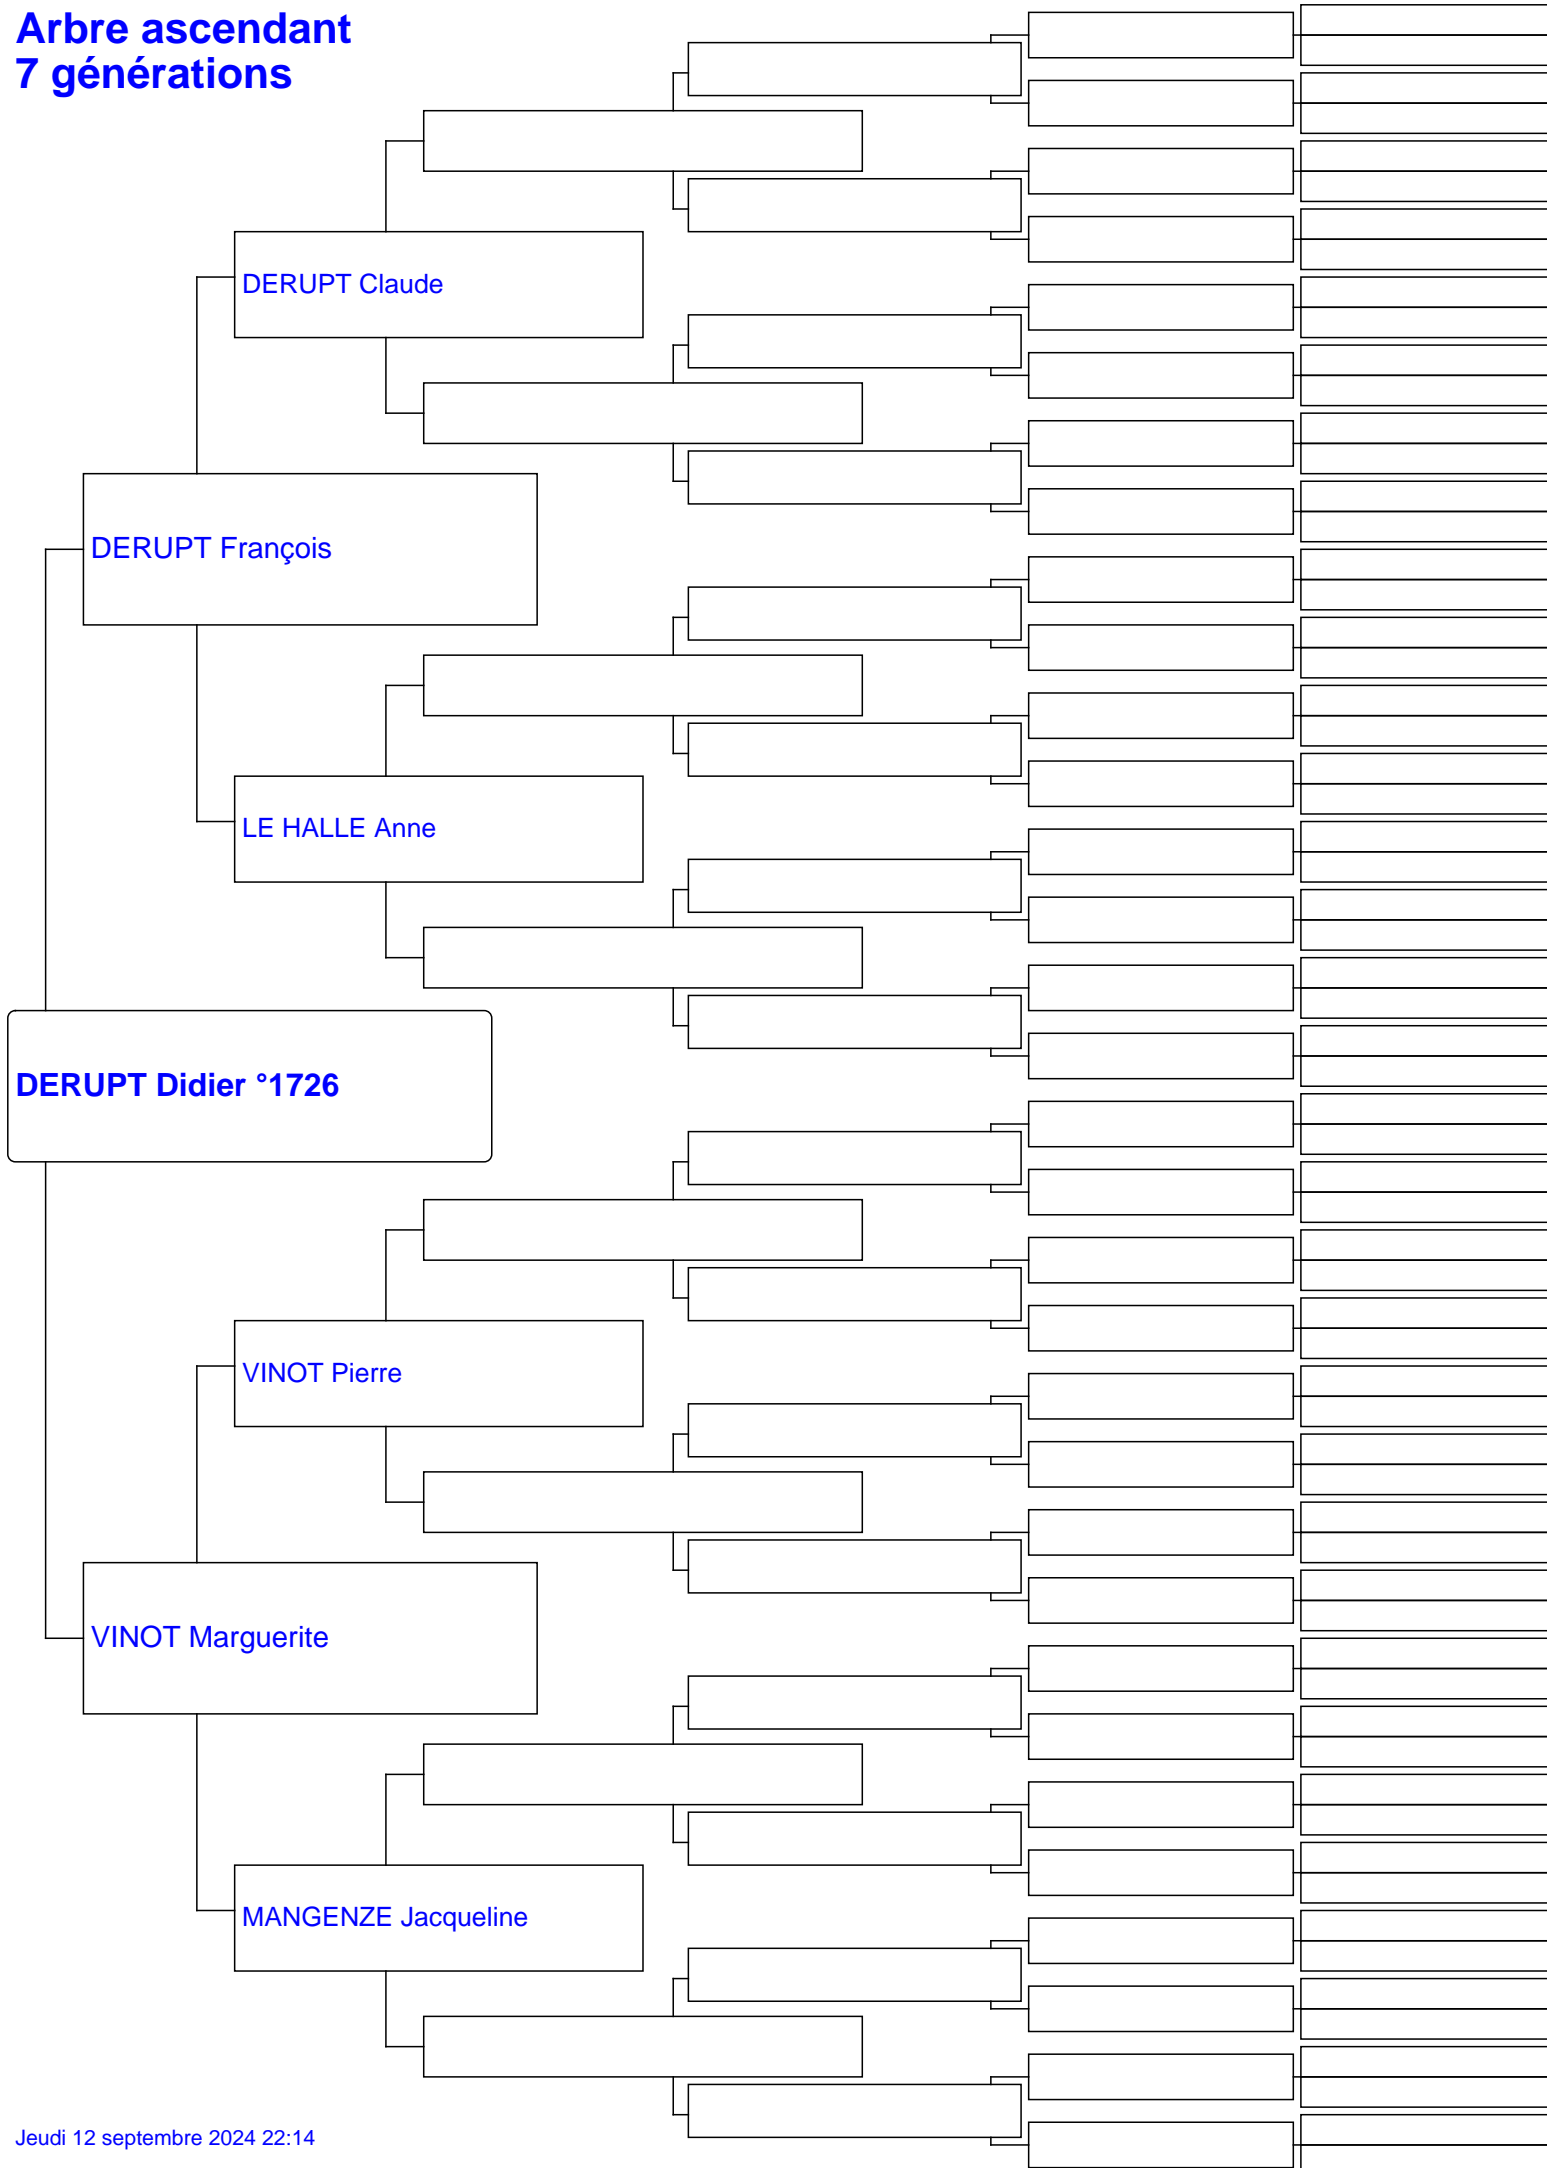 Arbre ascendant
7 générations
DERUPT Claude
DERUPT François
LE HALLE Anne
DERUPT Didier °1726
VINOT Pierre
VINOT Marguerite
MANGENZE Jacqueline
Jeudi 12 septembre 2024 22:14